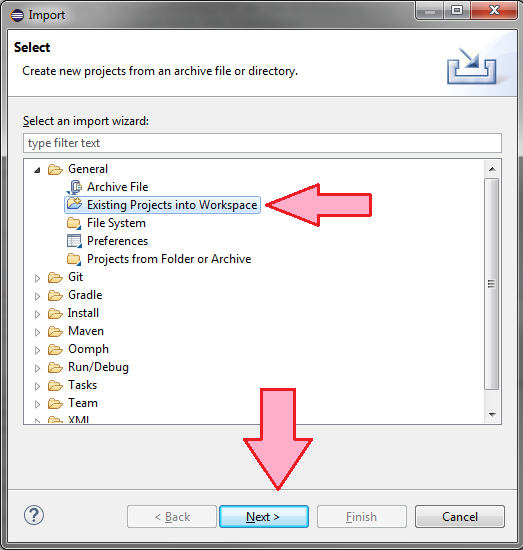 Import
Select
Create new projects from an archive file or directory.
Select an import wizard:
type filter text
General
Archive File
Existing Projects into Workspace
File System
Preferences
Projects from Folder or Archive
Git
Gradle
Install
Maven
Oomph
Run/Debug
Tasks
Team
XML
?
< Back
Next >
Finish
Cancel